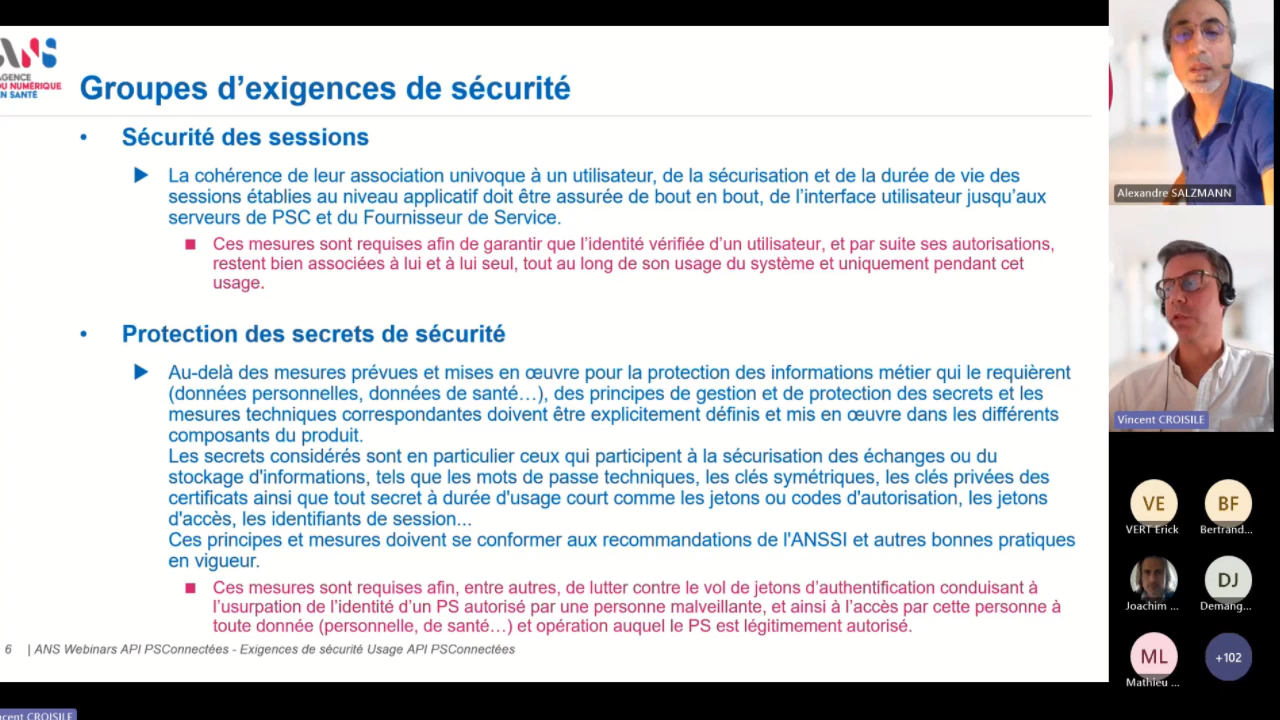 ANS
AGENCE
DU NUMÉRIQUE
EN SANTÉ
Groupes d’exigences de sécurité
• Sécurité des sessions
La cohérence de leur association univoque à un utilisateur, de la sécurisation et de la durée de vie des
sessions établies au niveau applicatif doit être assurée de bout en bout, de l’interface utilisateur jusqu’aux
serveurs de PSC et du Fournisseur de Service.
Ces mesures sont requises afin de garantir que l’identité vérifiée d’un utilisateur, et par suite ses autorisations,
restent bien associées à lui et à lui seul, tout au long de son usage du système et uniquement pendant cet
usage.
• Protection des secrets de sécurité
Au-delà des mesures prévues et mises en œuvre pour la protection des informations métier qui le requièrent
(données personnelles, données de santé…), des principes de gestion et de protection des secrets et les
mesures techniques correspondantes doivent être explicitement définis et mis en œuvre dans les différents
composants du produit.
Les secrets considérés sont en particulier ceux qui participent à la sécurisation des échanges ou du
stockage d'informations, tels que les mots de passe techniques, les clés symétriques, les clés privées des
certificats ainsi que tout secret à durée d'usage court comme les jetons ou codes d'autorisation, les jetons
d'accès, les identifiants de session...
Ces principes et mesures doivent se conformer aux recommandations de l'ANSSI et autres bonnes pratiques
en vigueur.
Ces mesures sont requises afin, entre autres, de lutter contre le vol de jetons d’authentification conduisant à
l’usurpation de l’identité d’un PS autorisé par une personne malveillante, et ainsi à l’accès par cette personne à
toute donnée (personnelle, de santé…) et opération auquel le PS est légitimement autorisé.
6 | ANS Webinars API PSConnectées - Exigences de sécurité Usage API PSConnectées
Alexandre SALZMANN
Vincent CROISILE
VE
BF
VERT Erick
Bertrand...
DJ
Joachim ...
Demang...
ML
+102
Mathieu ...
ncent CROISILE